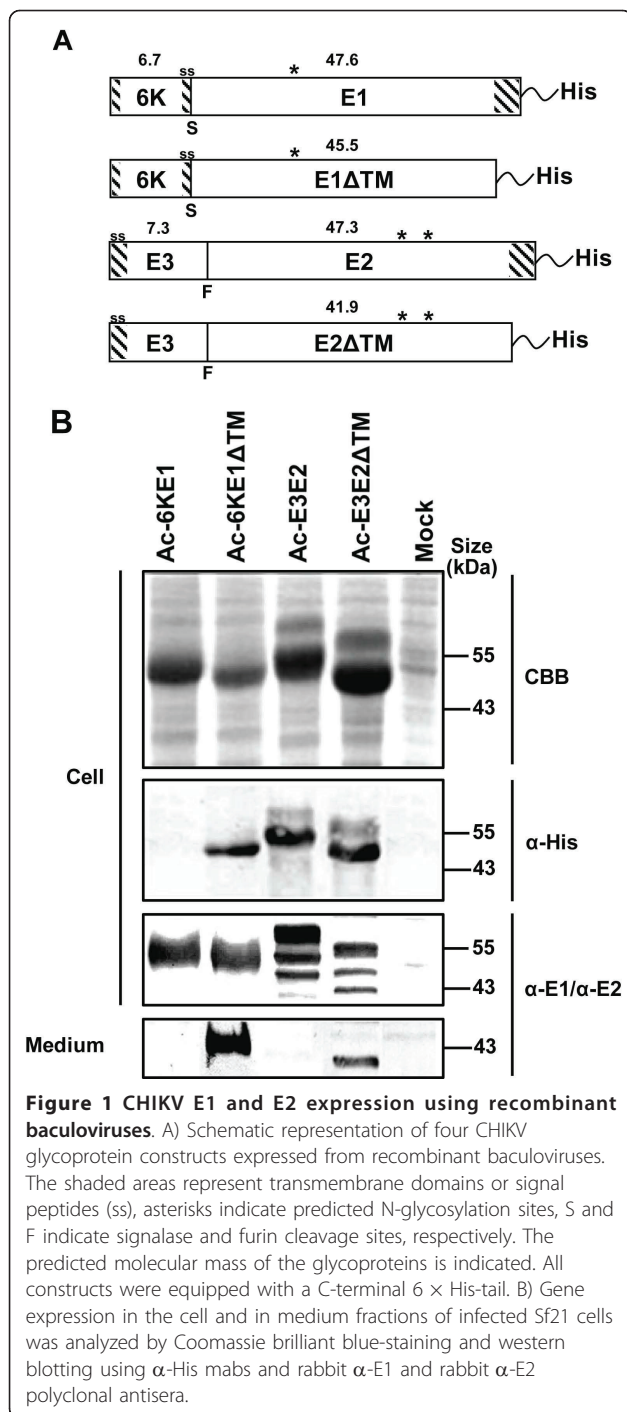 A
6.7 47.6
ss *
6K E1 His
S
45.5
ss *
6K E1ΔTM His
S
7.3 47.3
ss * *
E3 E2 His
F
41.9
ss * *
E3 E2ΔTM His
F
B
Ac-6KE1
Ac-6KE1ΔTM
Ac-E3E2
Ac-E3E2ΔTM
Mock
Size
(kDa)
55
43
CBB
Cell
55
43
α-His
55
43
α-E1/α-E2
Medium
43
Figure 1 CHIKV E1 and E2 expression using recombinant
baculoviruses. A) Schematic representation of four CHIKV
glycoprotein constructs expressed from recombinant baculoviruses.
The shaded areas represent transmembrane domains or signal
peptides (ss), asterisks indicate predicted N-glycosylation sites, S and
F indicate signalase and furin cleavage sites, respectively. The
predicted molecular mass of the glycoproteins is indicated. All
constructs were equipped with a C-terminal 6 × His-tail. B) Gene
expression in the cell and in medium fractions of infected Sf21 cells
was analyzed by Coomassie brilliant blue-staining and western
blotting using α-His mabs and rabbit α-E1 and rabbit α-E2
polyclonal antisera.